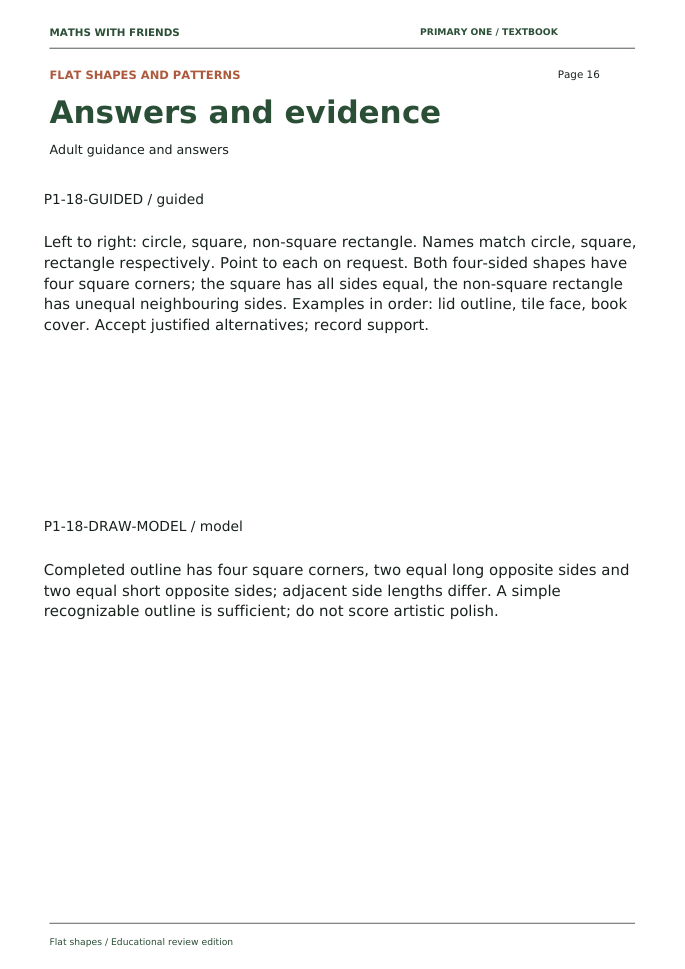 MATHS WITH FRIENDS
PRIMARY ONE / TEXTBOOK
FLAT SHAPES AND PATTERNS
Page 16
Answers and evidence
Adult guidance and answers
P1-18-GUIDED / guided
Left to right: circle, square, non-square rectangle. Names match circle, square,
rectangle respectively. Point to each on request. Both four-sided shapes have
four square corners; the square has all sides equal, the non-square rectangle
has unequal neighbouring sides. Examples in order: lid outline, tile face, book
cover. Accept justified alternatives; record support.
P1-18-DRAW-MODEL / model
Completed outline has four square corners, two equal long opposite sides and
two equal short opposite sides; adjacent side lengths differ. A simple
recognizable outline is sufficient; do not score artistic polish.
Flat shapes / Educational review edition